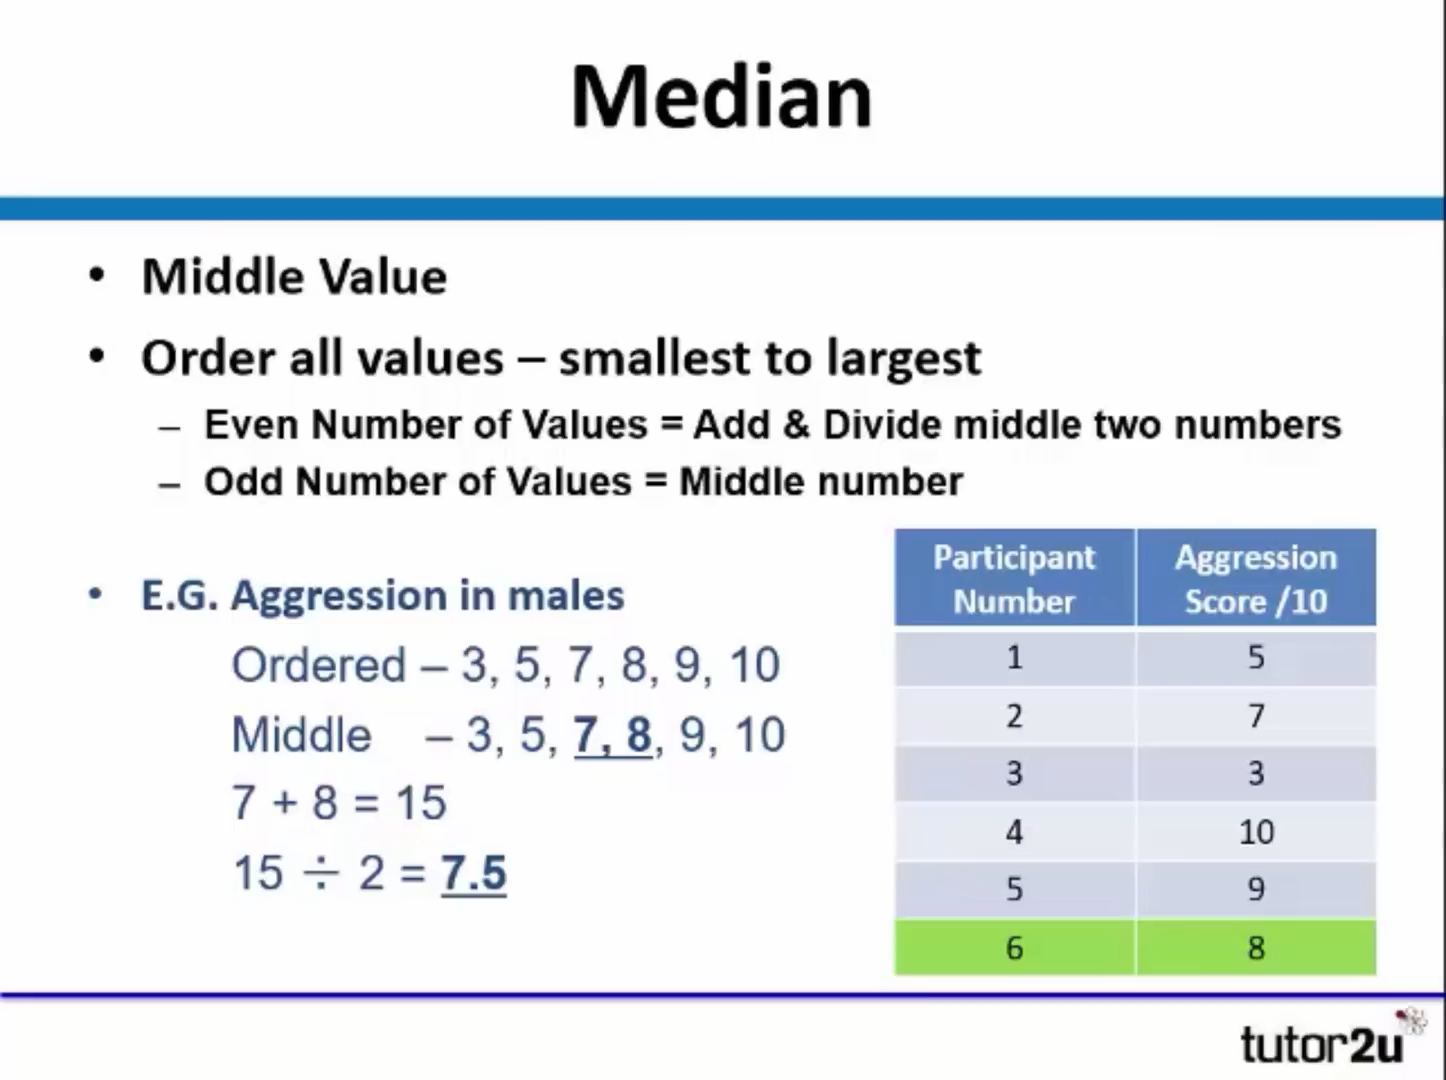 Median
• Middle Value
• Order all values – smallest to largest
– Even Number of Values = Add & Divide middle two numbers
– Odd Number of Values = Middle number
• E.G. Aggression in males
Ordered – 3, 5, 7, 8, 9, 10
Middle – 3, 5, 7, 8, 9, 10
7 + 8 = 15
15 ÷ 2 = 7.5
Participant Number Aggression Score /10
1 5
2 7
3 3
4 10
5 9
6 8
tutor2u